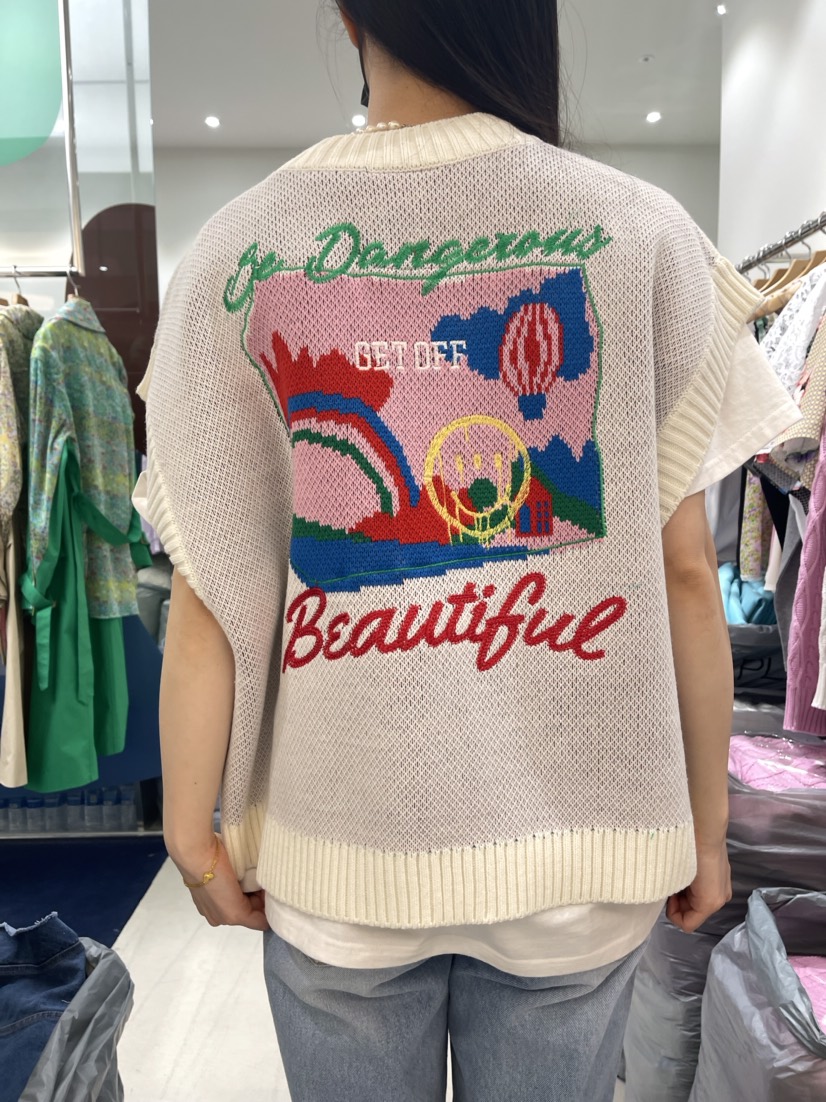 Be Dangerous
GET OFF
Beautiful